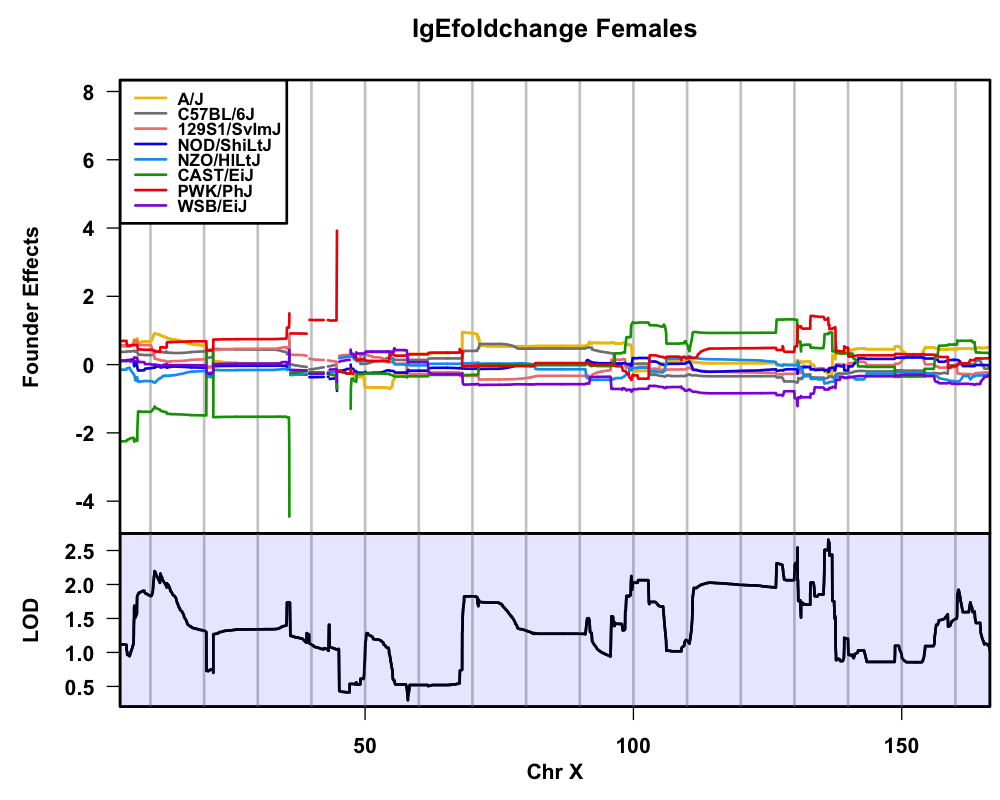 IgEfoldchange Females
Founder Effects
8
6
4
2
0
-2
-4
A/J
C57BL/6J
129S1/SvImJ
NOD/ShiLtJ
NZO/HlLtJ
CAST/EiJ
PWK/PhJ
WSB/EiJ
LOD
2.5
2.0
1.5
1.0
0.5
50 100 150
Chr X